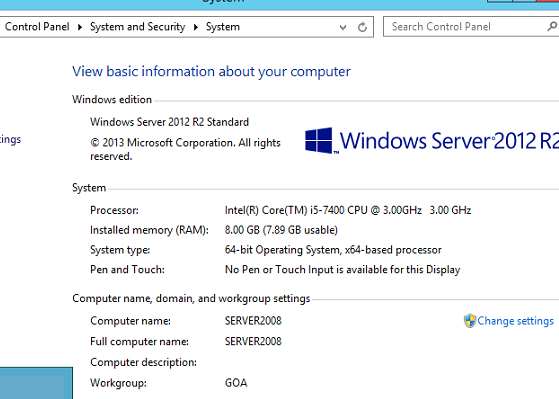 System
Control Panel ▸ System and Security ▸ System
Search Control Panel
View basic information about your computer
Windows edition
Windows Server 2012 R2 Standard
© 2013 Microsoft Corporation. All rights
reserved.
Windows Server 2012 R2
System
Processor: Intel(R) Core(TM) i5-7400 CPU @ 3.00GHz 3.00 GHz
Installed memory (RAM): 8.00 GB (7.89 GB usable)
System type: 64-bit Operating System, x64-based processor
Pen and Touch: No Pen or Touch Input is available for this Display
Computer name, domain, and workgroup settings
Computer name: SERVER2008
Change settings
Full computer name: SERVER2008
Computer description:
Workgroup: GOA